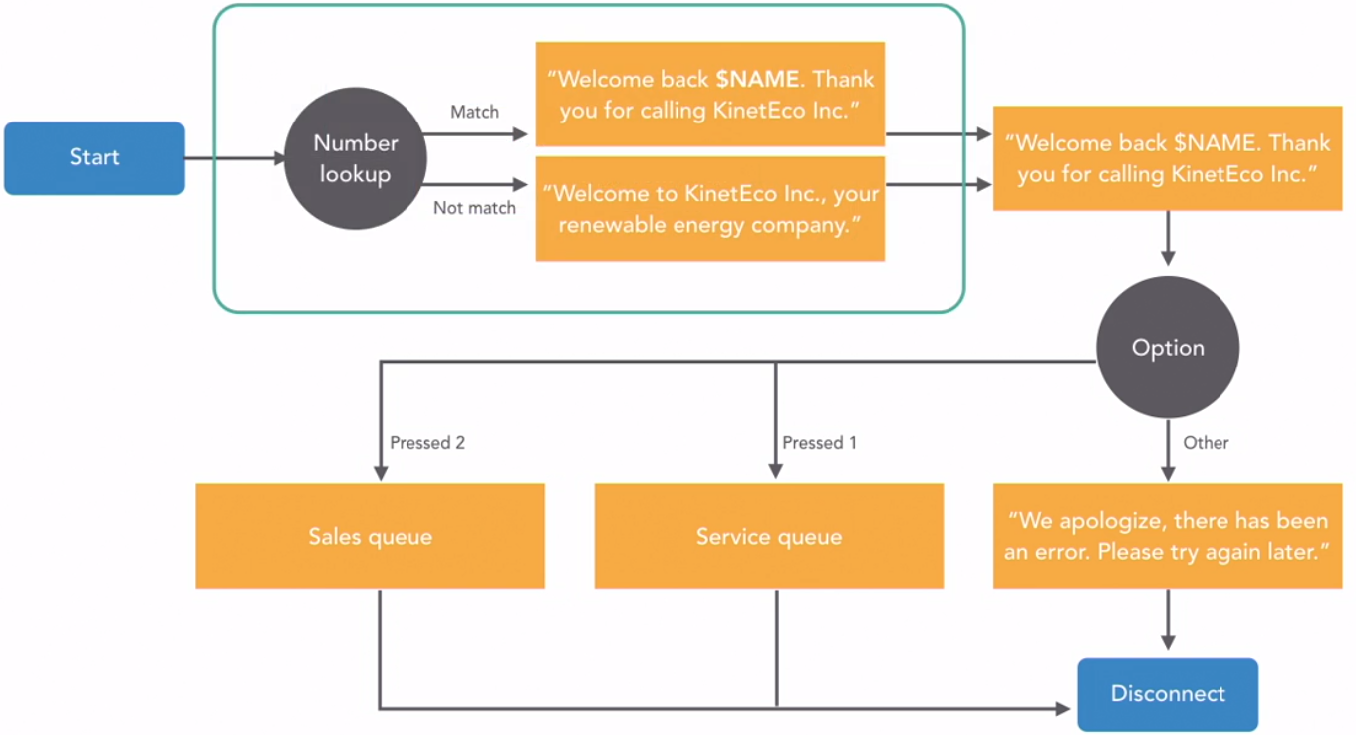 Start
Number
lookup
Match
Not match
“Welcome back $NAME. Thank
you for calling KinetEco Inc.”
“Welcome to KinetEco Inc., your
renewable energy company.”
“Welcome back $NAME. Thank
you for calling KinetEco Inc.”
Option
Pressed 2
Pressed 1
Other
Sales queue
Service queue
“We apologize, there has been
an error. Please try again later.”
Disconnect